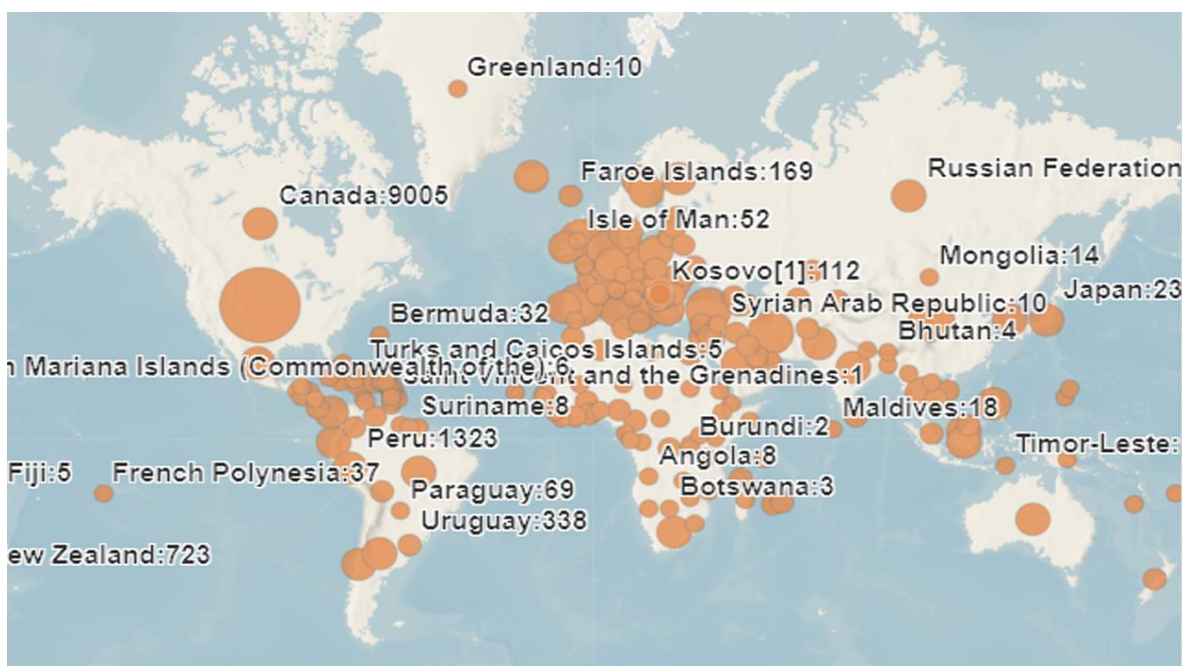 Greenland:10
Faroe Islands:169
Russian Federation
Canada:9005
Isle of Man:52
Mongolia:14
Kosovo[1]:112
Japan:23
Syrian Arab Republic:10
Bermuda:32
Bhutan:4
Turks and Caicos Islands:5
n Mariana Islands (Commonwealth of the):6
Saint Vincent and the Grenadines:1
Suriname:8
Maldives:18
Burundi:2
Peru:1323
Timor-Leste:
Angola:8
Fiji:5
French Polynesia:37
Botswana:3
Paraguay:69
Uruguay:338
ew Zealand:723